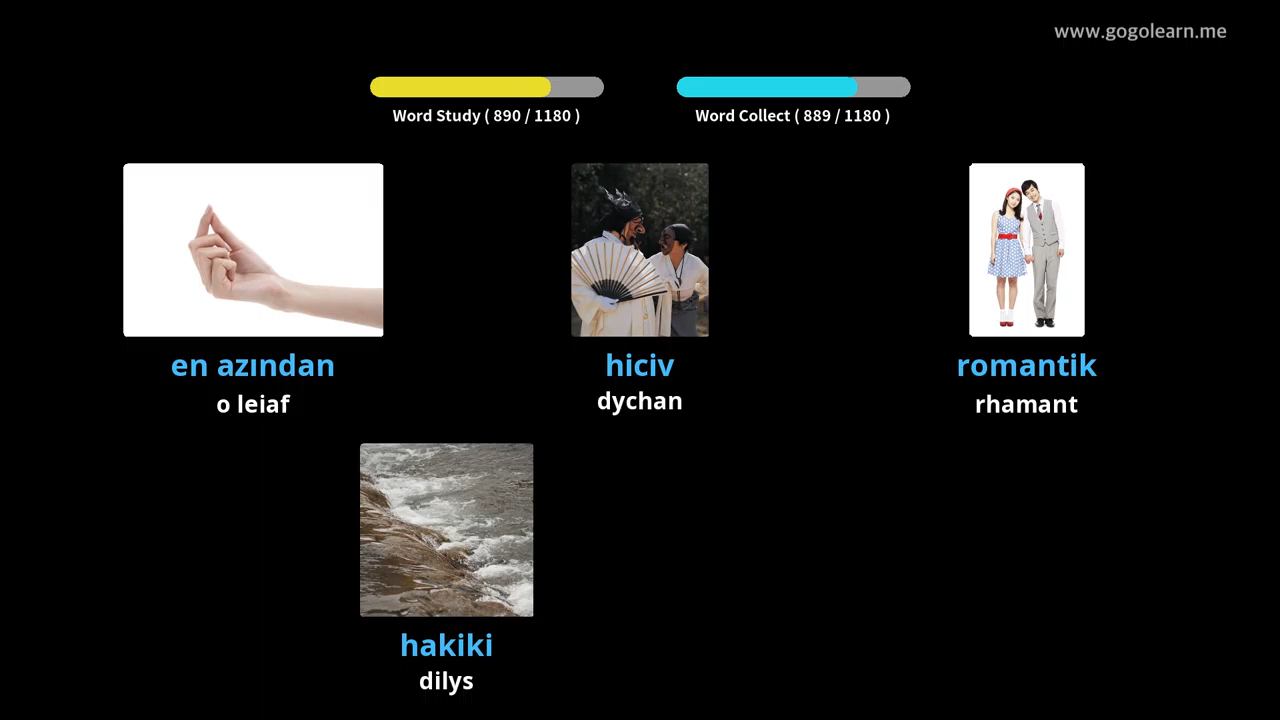 www.gogolearn.me
Word Study ( 890 / 1180 )
Word Collect ( 889 / 1180 )
en azından
o leiaf
hiciv
dychan
romantik
rhamant
hakiki
dilys